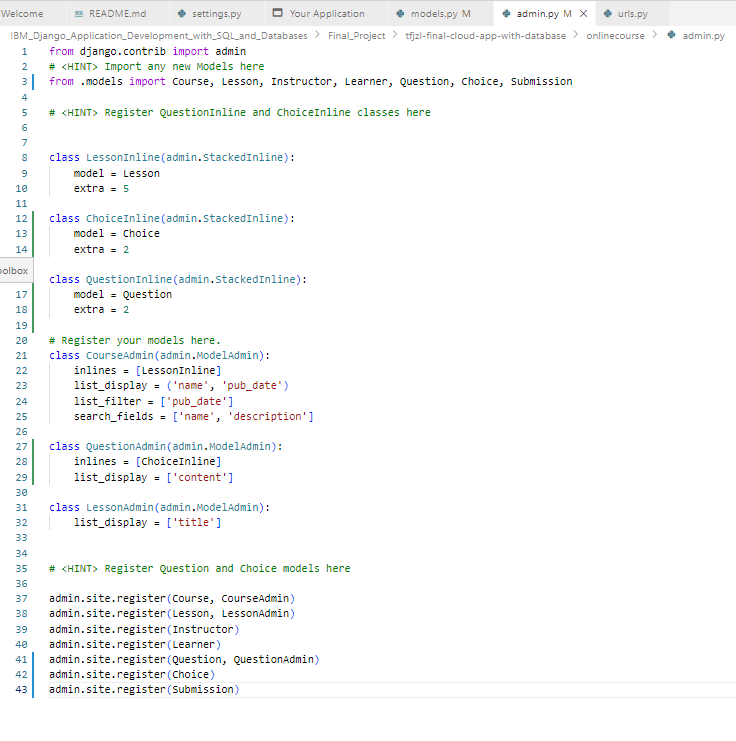 Welcome README.md settings.py Your Application models.py M admin.py M urls.py
IBM_Django_Application_Development_with_SQL_and_Databases > Final_Project > tfjzl-final-cloud-app-with-database > onlinecourse > admin.py
1 from django.contrib import admin
2 # <HINT> Import any new Models here
3 from .models import Course, Lesson, Instructor, Learner, Question, Choice, Submission
4
5 # <HINT> Register QuestionInline and ChoiceInline classes here
6
7
8 class LessonInline(admin.StackedInline):
9 model = Lesson
10 extra = 5
11
12 class ChoiceInline(admin.StackedInline):
13 model = Choice
14 extra = 2
olbox
class QuestionInline(admin.StackedInline):
17 model = Question
18 extra = 2
19
20 # Register your models here.
21 class CourseAdmin(admin.ModelAdmin):
22 inlines = [LessonInline]
23 list_display = ('name', 'pub_date')
24 list_filter = ['pub_date']
25 search_fields = ['name', 'description']
26
27 class QuestionAdmin(admin.ModelAdmin):
28 inlines = [ChoiceInline]
29 list_display = ['content']
30
31 class LessonAdmin(admin.ModelAdmin):
32 list_display = ['title']
33
34
35 # <HINT> Register Question and Choice models here
36
37 admin.site.register(Course, CourseAdmin)
38 admin.site.register(Lesson, LessonAdmin)
39 admin.site.register(Instructor)
40 admin.site.register(Learner)
41 admin.site.register(Question, QuestionAdmin)
42 admin.site.register(Choice)
43 admin.site.register(Submission)